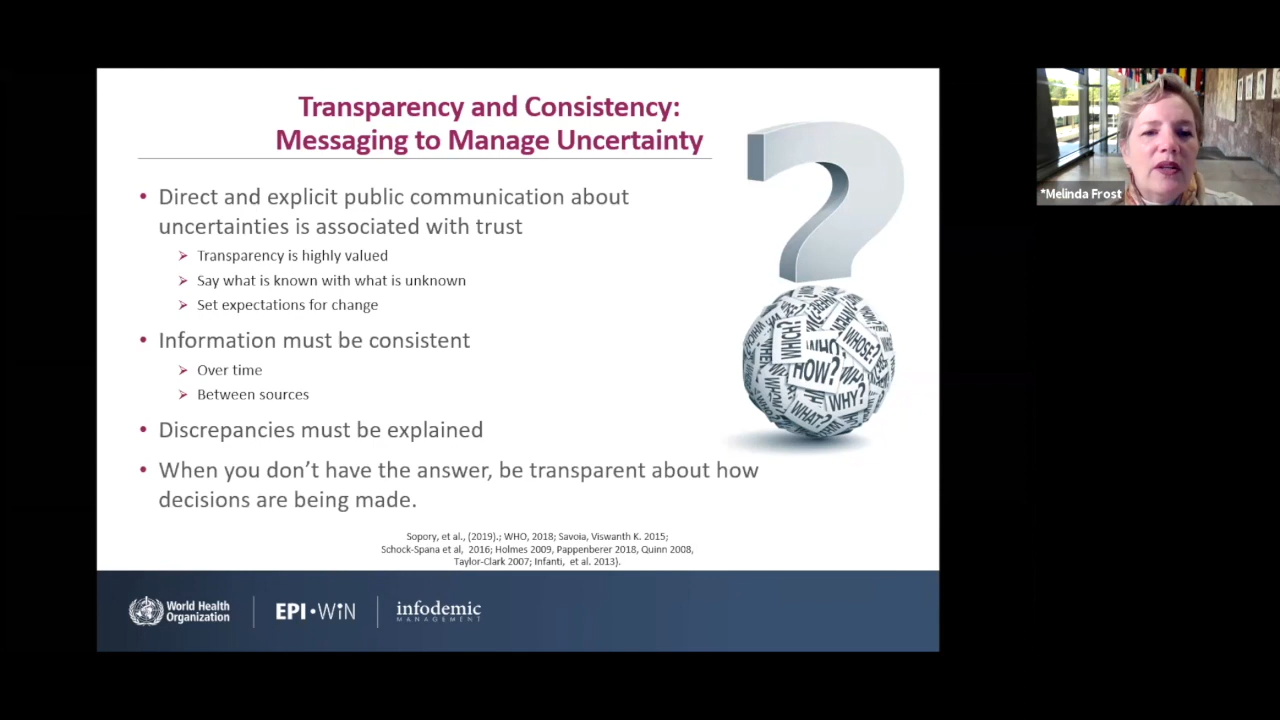 Transparency and Consistency:
Messaging to Manage Uncertainty
• Direct and explicit public communication about
uncertainties is associated with trust
➢ Transparency is highly valued
➢ Say what is known with what is unknown
➢ Set expectations for change
• Information must be consistent
➢ Over time
➢ Between sources
• Discrepancies must be explained
• When you don't have the answer, be transparent about how
decisions are being made.
Sopory, et al., (2019).; WHO, 2018; Savoia, Viswanth K. 2015;
Schock-Spana et al, 2016; Holmes 2009, Pappenberer 2018, Quinn 2008,
Taylor-Clark 2007; Infanti, et al. 2013).
World Health
Organization
EPI•WiN
infodemic
MANAGEMENT
*Melinda Frost
?
WHICH?
WHO?
HOW?
WHOSE?
WHY?
WHAT?